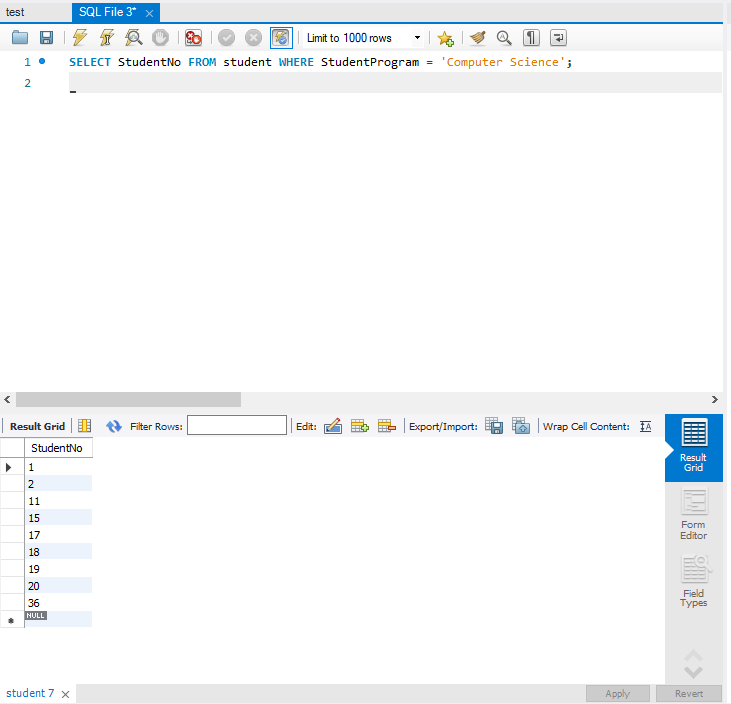 test
SQL File 3*
Limit to 1000 rows
1
SELECT StudentNo FROM student WHERE StudentProgram = 'Computer Science';
2
Result Grid
Filter Rows:
Edit:
Export/Import:
Wrap Cell Content:
IA
StudentNo
1
2
11
15
17
18
19
20
36
NULL
Result
Grid
Form
Editor
Field
Types
student 7
Apply
Revert